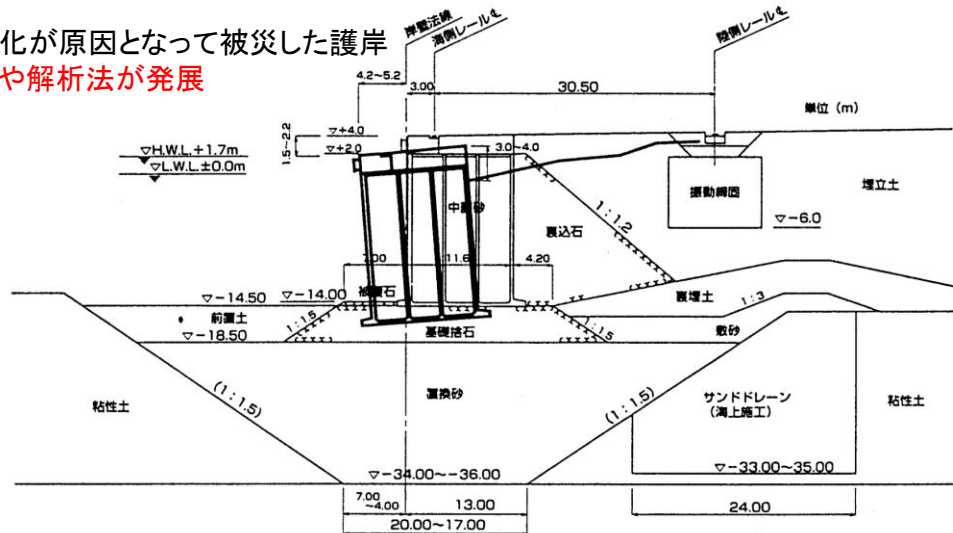 化が原因となって被災した護岸
や解析法が発展
岸壁法線
海側レール℄
陸側レール℄
4.2~5.2
3.00
30.50
単位(m)
1.5~2.2
▽+4.0
▽+2.0
3.0~4.0
▽H.W.L.+1.7m
▽L.W.L.±0.0m
中詰砂
振動締固
埋立土
▽-6.0
1:1.2
裏込石
7.00
11.6
4.20
被覆石
裏埋土
1:3
▽-14.50
▽-14.00
前置土
1:1.5
基礎捨石
1:1.5
敷砂
▽-18.50
粘性土
(1:1.5)
置換砂
(1:1.5)
サンドドレーン
(海上施工)
粘性土
▽-34.00~-36.00
▽-33.00~35.00
7.00
~4.00
13.00
24.00
20.00~17.00